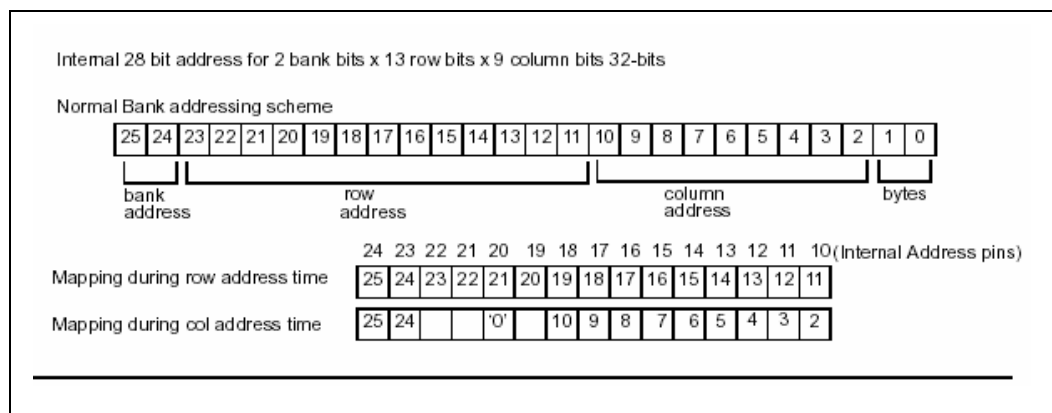 Internal 28 bit address for 2 bank bits x 13 row bits x 9 column bits 32-bits
Normal Bank addressing scheme
25 24 23 22 21 20 19 18 17 16 15 14 13 12 11 10 9 8 7 6 5 4 3 2 1 0
bank address row address column address bytes
24 23 22 21 20 19 18 17 16 15 14 13 12 11 10 (Internal Address pins)
Mapping during row address time 25 24 23 22 21 20 19 18 17 16 15 14 13 12 11
Mapping during col address time 25 24 '0' 10 9 8 7 6 5 4 3 2